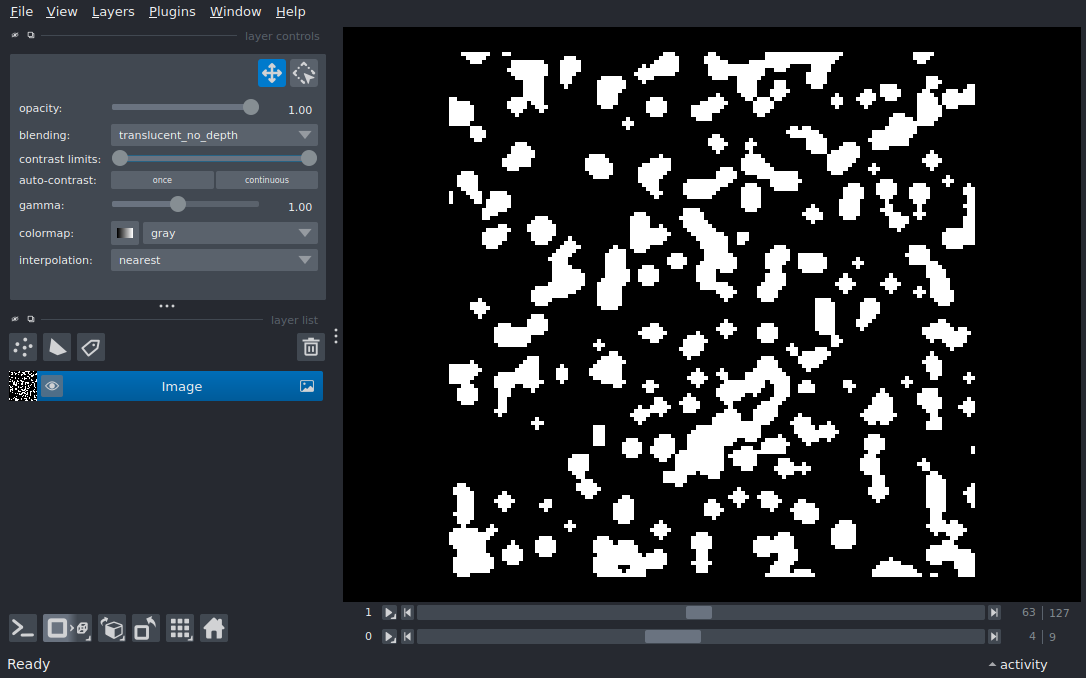 File View Layers Plugins Window Help
layer controls
opacity: 1.00
blending: translucent_no_depth
contrast limits:
auto-contrast: once continuous
gamma: 1.00
colormap: gray
interpolation: nearest
layer list
Image
1 63 127
0 4 9
Ready activity